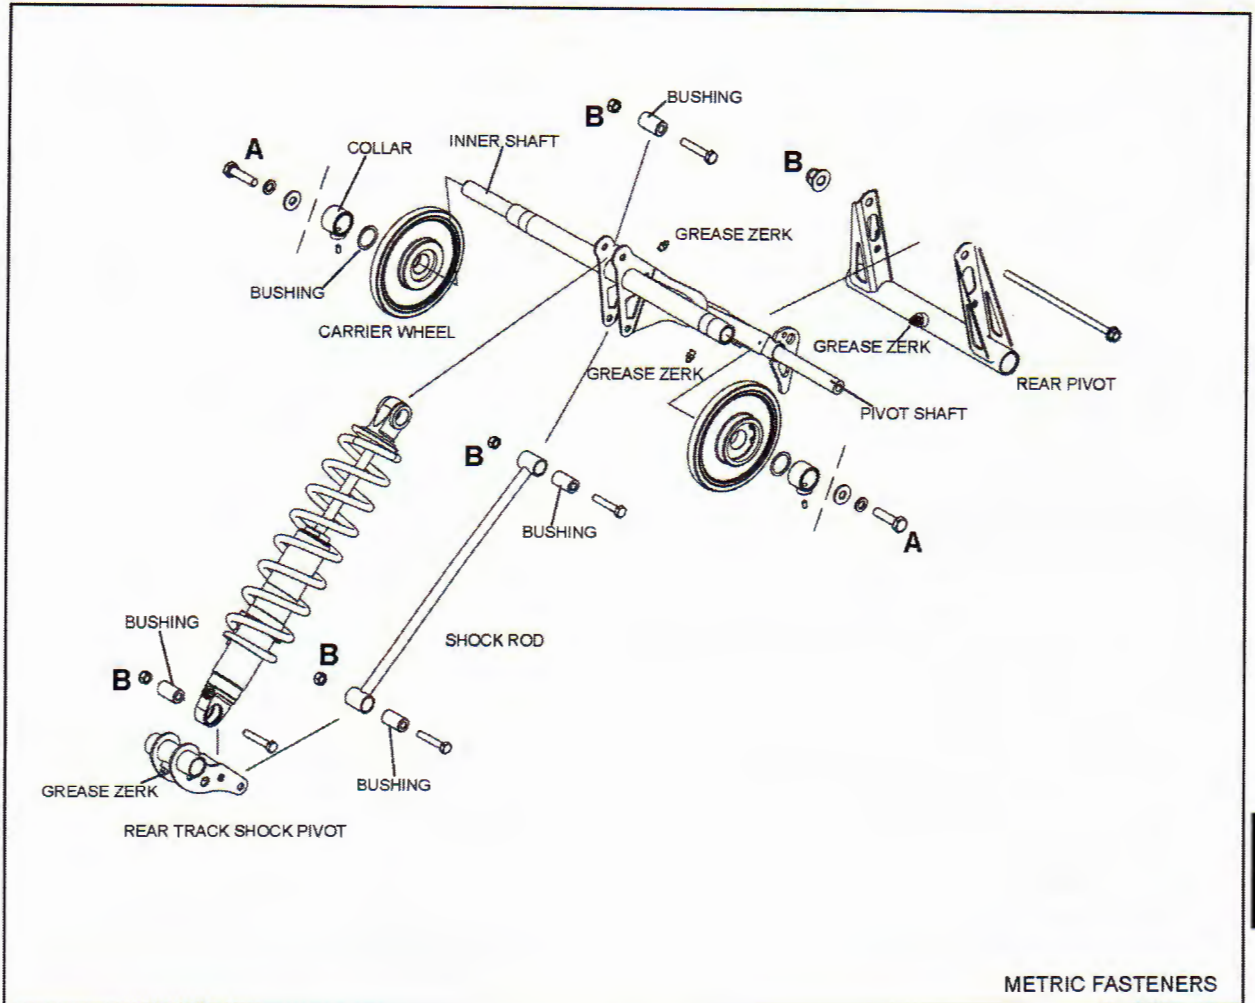 B
BUSHING
A
COLLAR
INNER SHAFT
B
GREASE ZERK
BUSHING
CARRIER WHEEL
GREASE ZERK
GREASE ZERK
REAR PIVOT
PIVOT SHAFT
B
BUSHING
A
BUSHING
B
B
SHOCK ROD
BUSHING
GREASE ZERK
REAR TRACK SHOCK PIVOT
METRIC FASTENERS